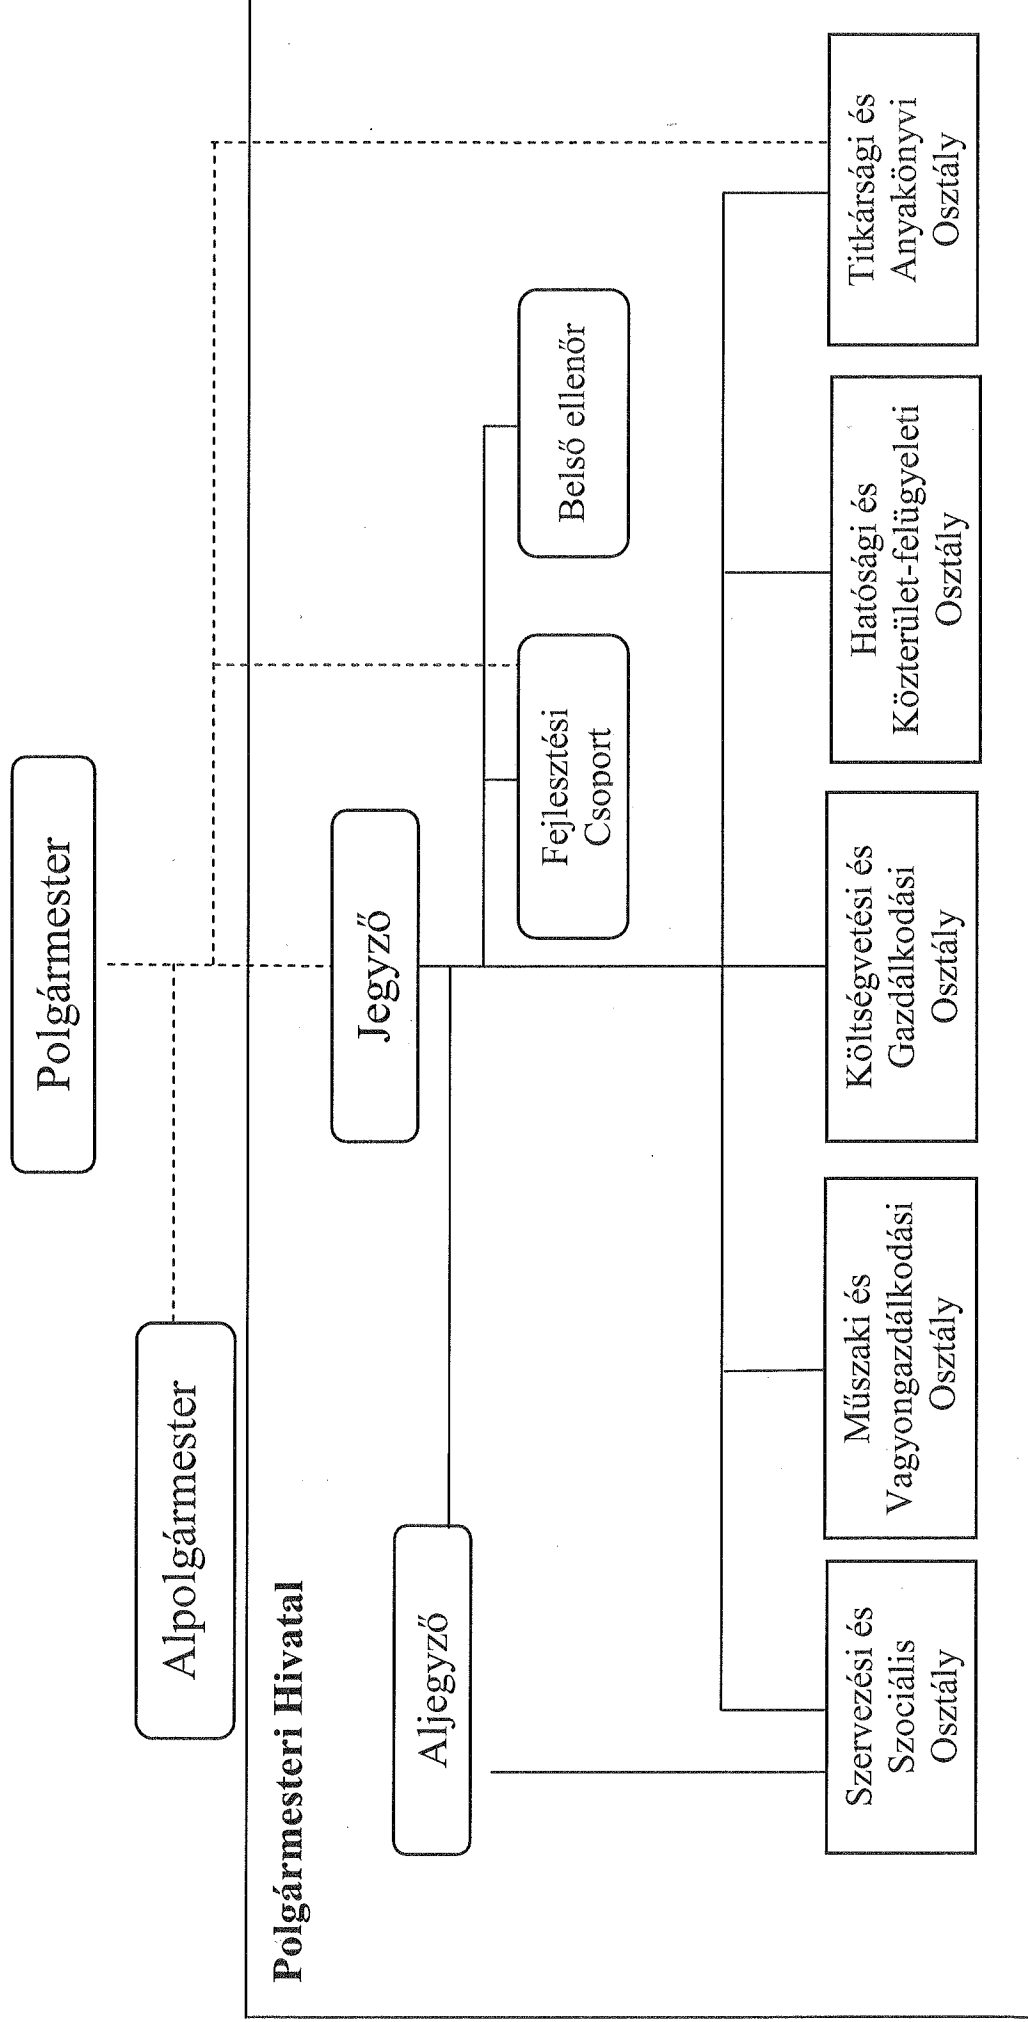 Polgármester
Alpolgármester
Polgármesteri Hivatal
Jegyző
Aljegyző
Fejlesztési
Csoport
Belső ellenőr
Szervezési és
Szociális
Osztály
Műszaki és
Vagyongazdálkodási
Osztály
Költségvetési és
Gazdálkodási
Osztály
Hatósági és
Közterület-felügyeleti
Osztály
Titkársági és
Anyakönyvi
Osztály